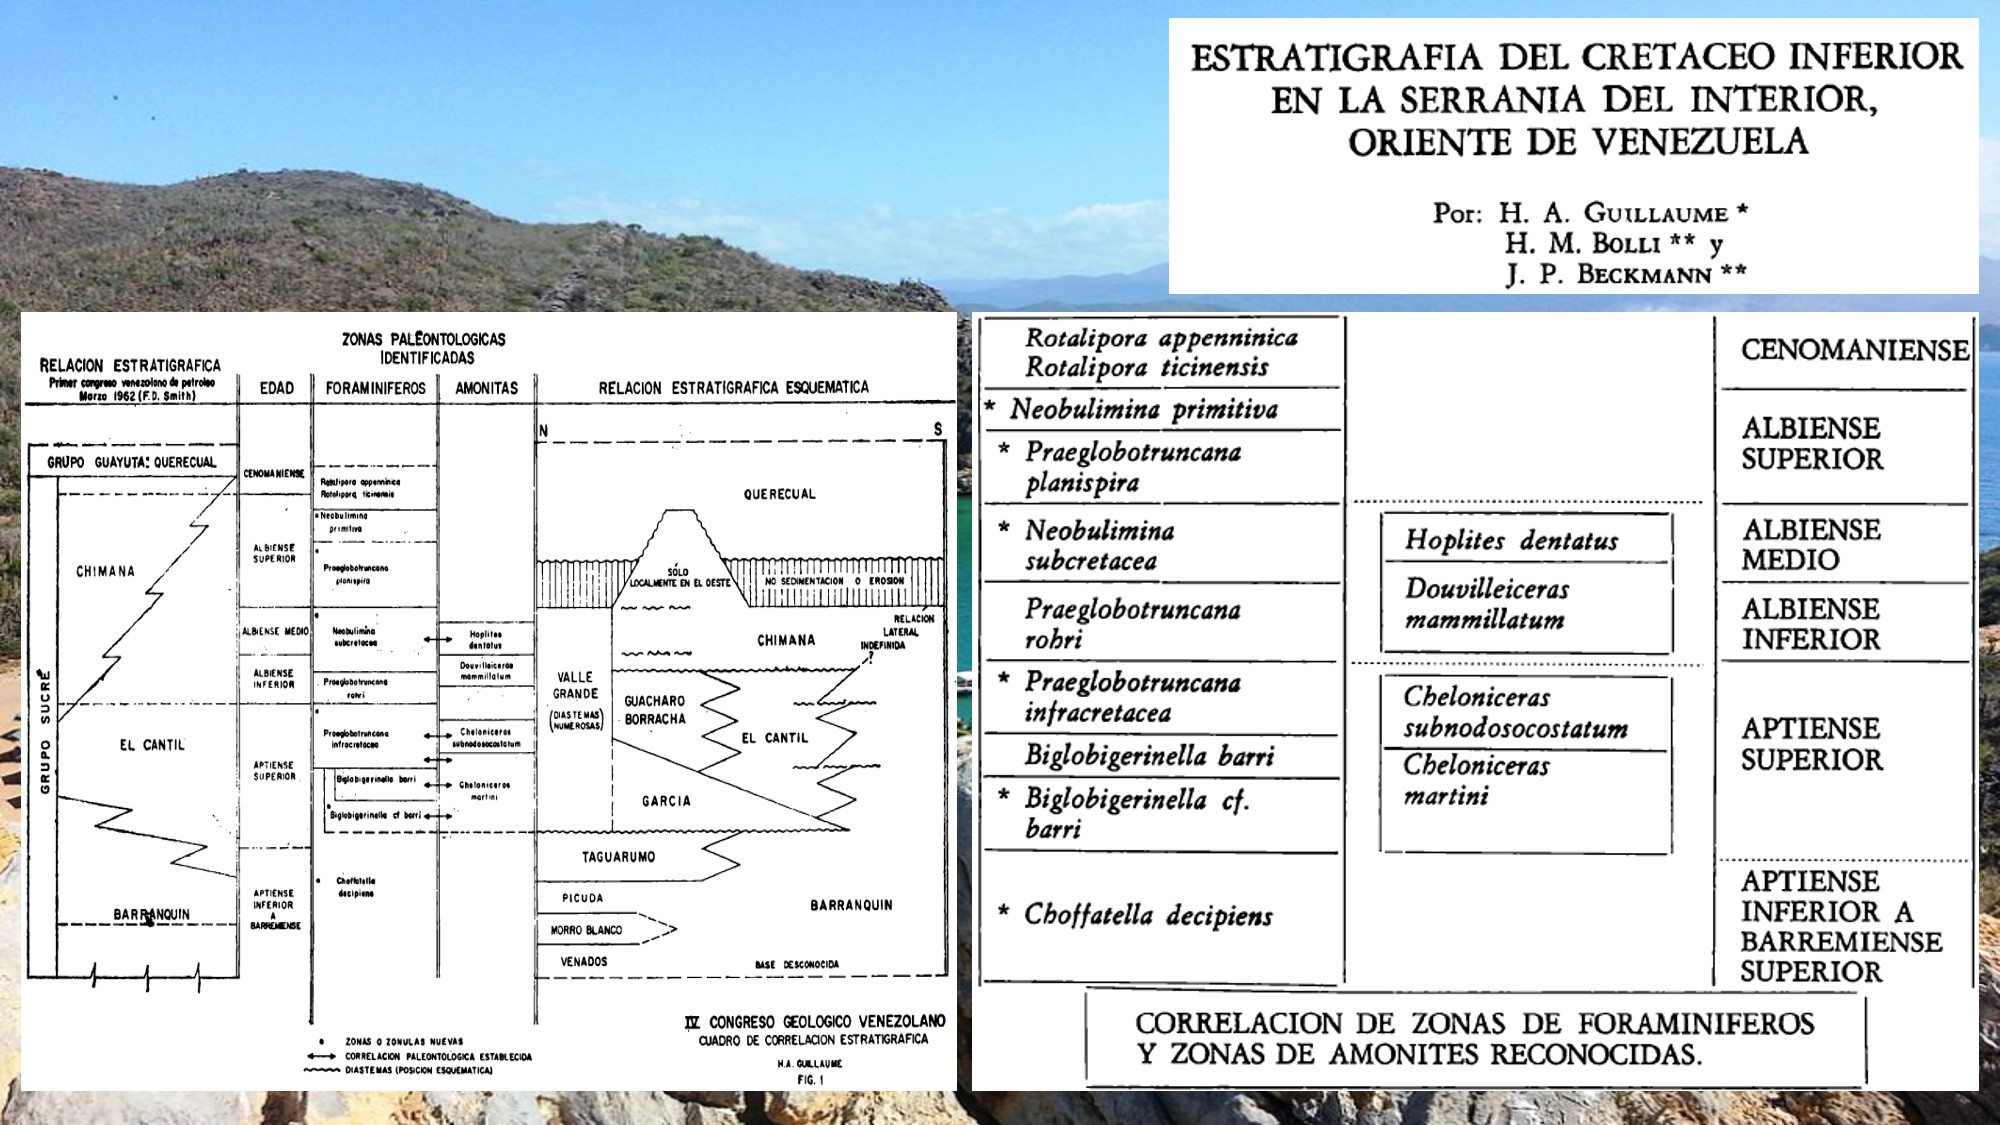 ESTRATIGRAFIA DEL CRETACEO INFERIOR
EN LA SERRANIA DEL INTERIOR,
ORIENTE DE VENEZUELA
Por: H. A. GUILLAUME *
H. M. BOLLI ** y
J. P. BECKMANN **
ZONAS PALEONTOLOGICAS
IDENTIFICADAS
RELACION ESTRATIGRAFICA
Primer congreso venezolano de petroleo
Marzo 1962 (F.D. Smith)
EDAD
FORAMINIFEROS
AMONITAS
RELACION ESTRATIGRAFICA ESQUEMATICA
N
S
GRUPO GUAYUTA: QUERECUAL
GRUPO SUCRE
CHIMANA
EL CANTIL
BARRANQUIN
CENOMANIENSE
ALBIENSE
SUPERIOR
ALBIENSE MEDIO
ALBIENSE
INFERIOR
APTIENSE
SUPERIOR
APTIENSE
INFERIOR
A
BARREMIENSE
Rotalipora appenninica
Rotalipora ticinensis
* Neobulimina
primitiva
* Praeglobotruncana
planispira
* Neobulimina
subcretacea
Praeglobotruncana
rohri
* Praeglobotruncana
infracretacea
Biglobigerinella barri
* Biglobigerinella cf barri
* Choffatella
decipiens
Hoplites
dentatus
Douvilleiceras
mammillatum
Cheloniceras
subnodosocostatum
Cheloniceras
martini
QUERECUAL
SÓLO
LOCALMENTE EN EL OESTE
NO SEDIMENTACION O EROSION
RELACION
LATERAL
INDEFINIDA
?
CHIMANA
VALLE
GRANDE
(DIASTEMAS
NUMEROSAS)
GUACHARO
BORRACHA
EL CANTIL
GARCIA
TAGUARUMO
PICUDA
MORRO BLANCO
VENADOS
BARRANQUIN
BASE DESCONOCIDA
* ZONAS O ZONULAS NUEVAS
CORRELACION PALEONTOLOGICA ESTABLECIDA
DIASTEMAS (POSICION ESQUEMATICA)
IV CONGRESO GEOLOGICO VENEZOLANO
CUADRO DE CORRELACION ESTRATIGRAFICA
H.A. GUILLAUME
FIG. 1
Rotalipora appenninica
Rotalipora ticinensis
* Neobulimina primitiva
* Praeglobotruncana
planispira
* Neobulimina
subcretacea
Praeglobotruncana
rohri
* Praeglobotruncana
infracretacea
Biglobigerinella barri
* Biglobigerinella cf.
barri
* Choffatella decipiens
Hoplites dentatus
Douvilleiceras
mammillatum
Cheloniceras
subnodosocostatum
Cheloniceras
martini
CENOMANIENSE
ALBIENSE
SUPERIOR
ALBIENSE
MEDIO
ALBIENSE
INFERIOR
APTIENSE
SUPERIOR
APTIENSE
INFERIOR A
BARREMIENSE
SUPERIOR
CORRELACION DE ZONAS DE FORAMINIFEROS
Y ZONAS DE AMONITES RECONOCIDAS.